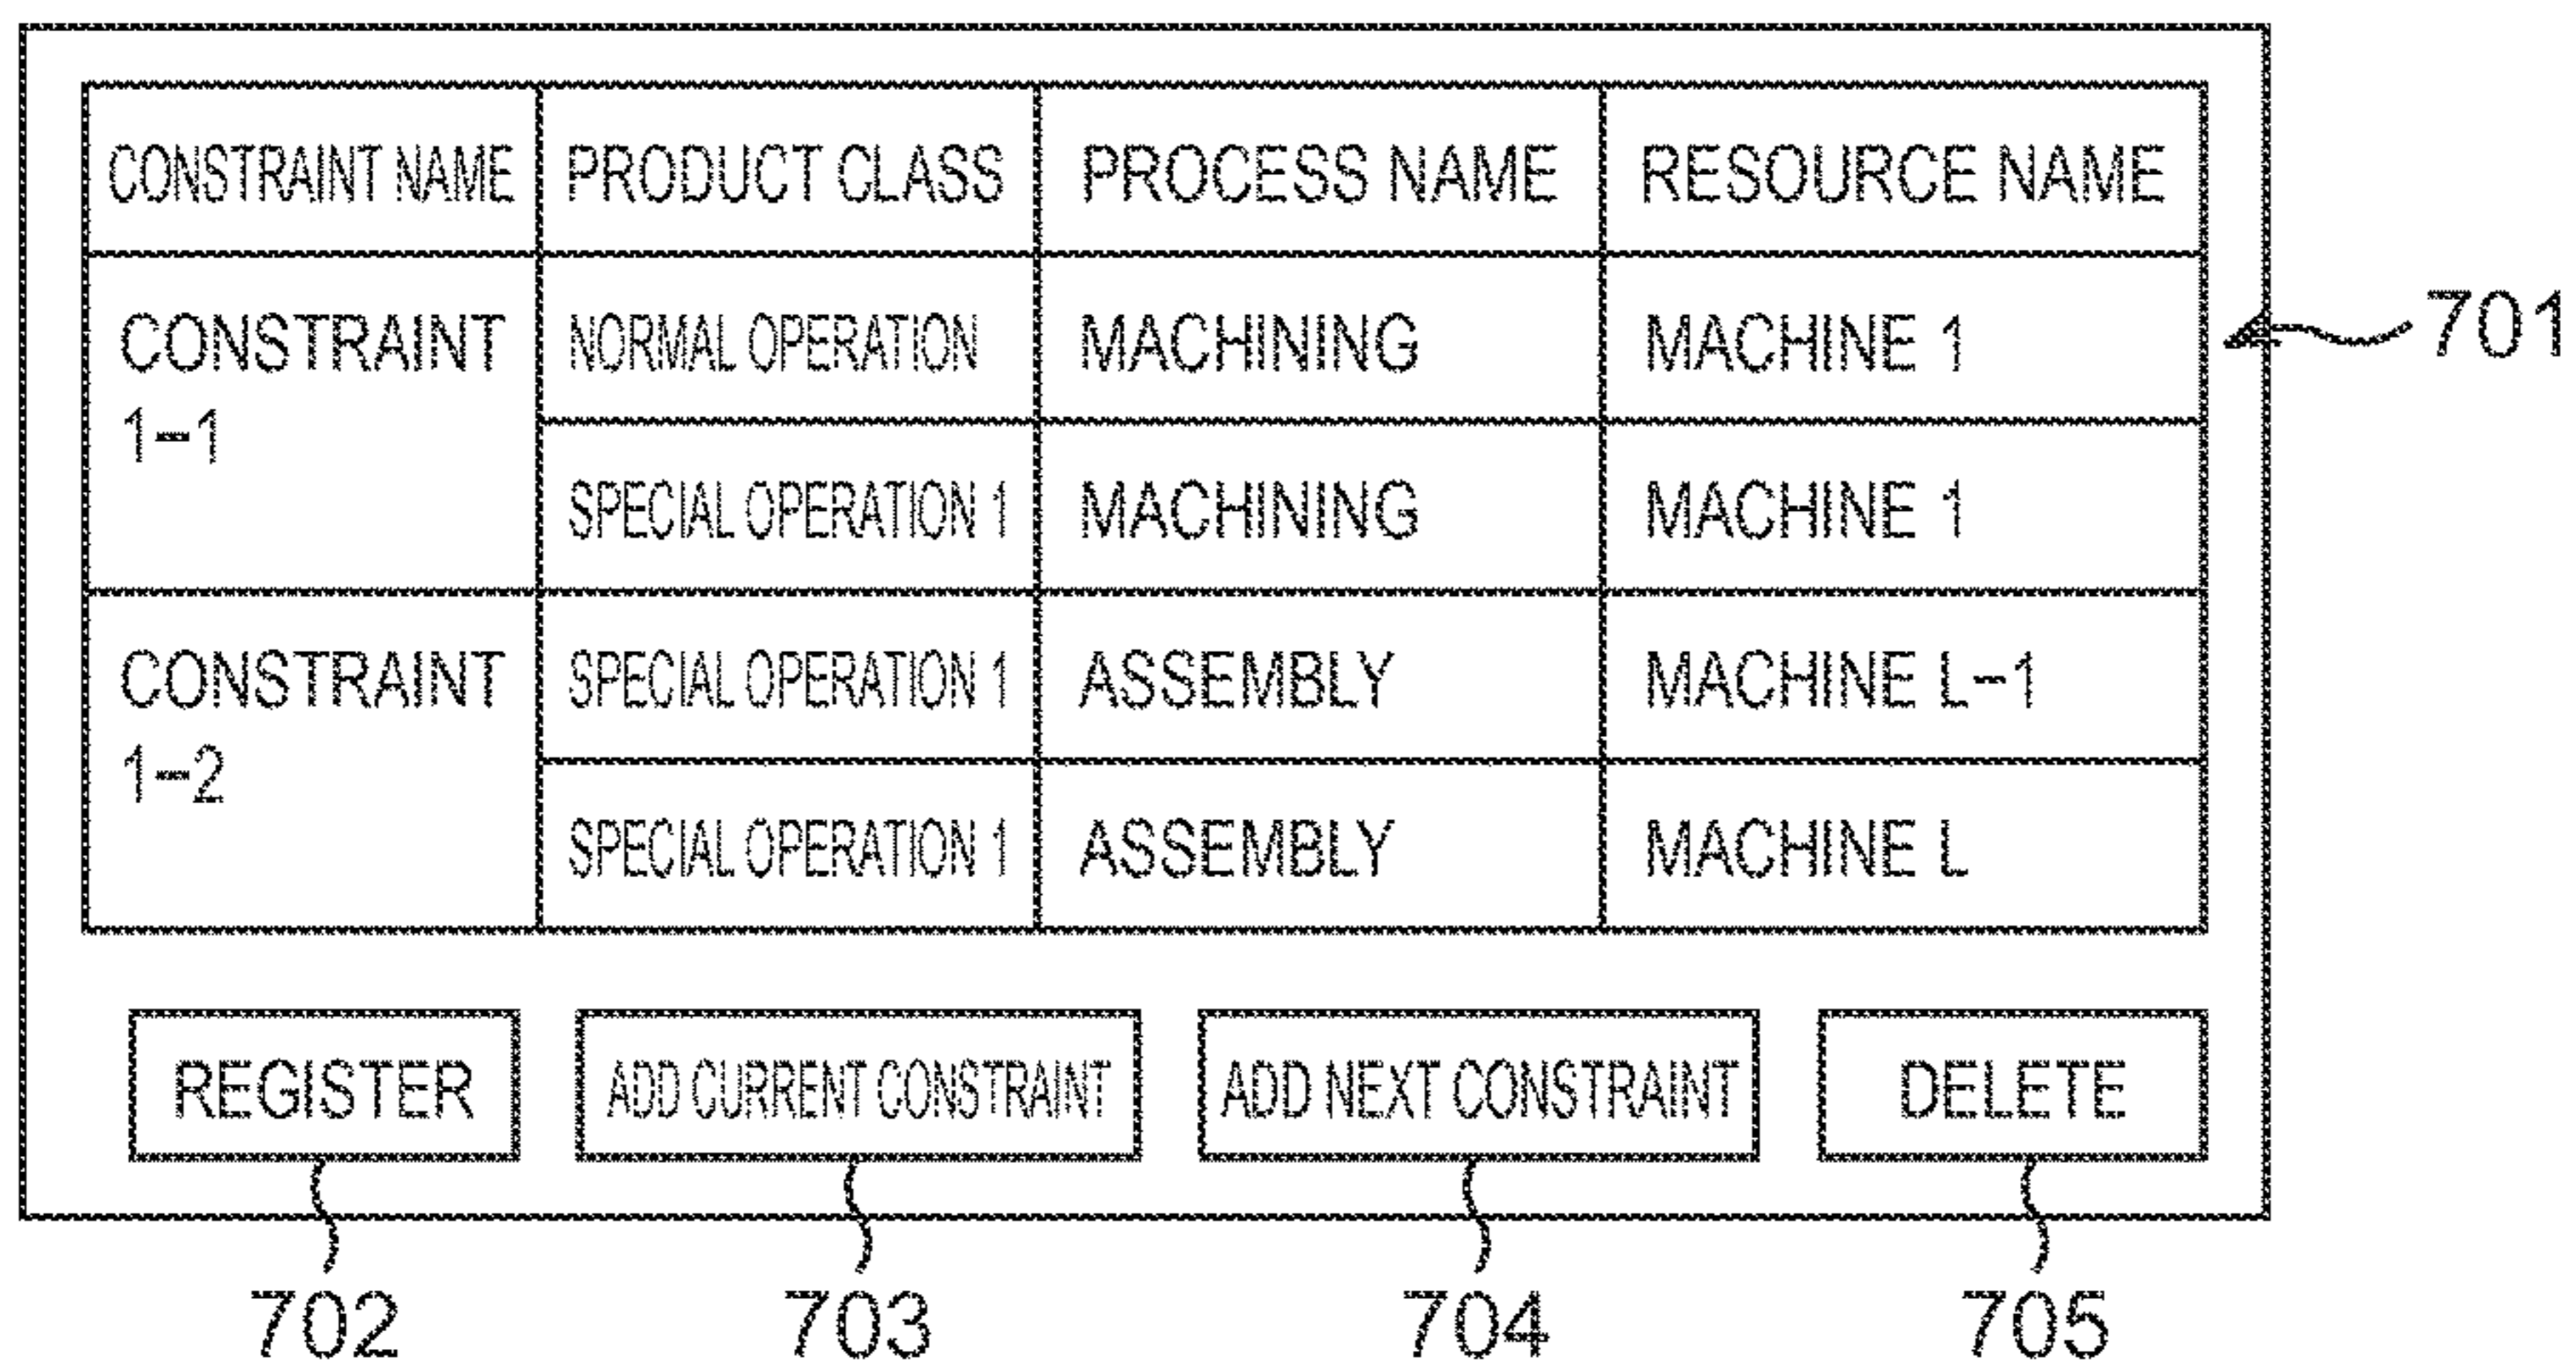 CONSTRAINT NAME PRODUCT CLASS PROCESS NAME RESOURCE NAME
CONSTRAINT NORMAL OPERATION MACHINING MACHINE 1
701
1-1
SPECIAL OPERATION 1 MACHINING MACHINE 1
CONSTRAINT SPECIAL OPERATION 1 ASSEMBLY MACHINE L-1
1-2
SPECIAL OPERATION 1 ASSEMBLY MACHINE L
REGISTER ADD CURRENT CONSTRAINT ADD NEXT CONSTRAINT DELETE
702 703 704 705